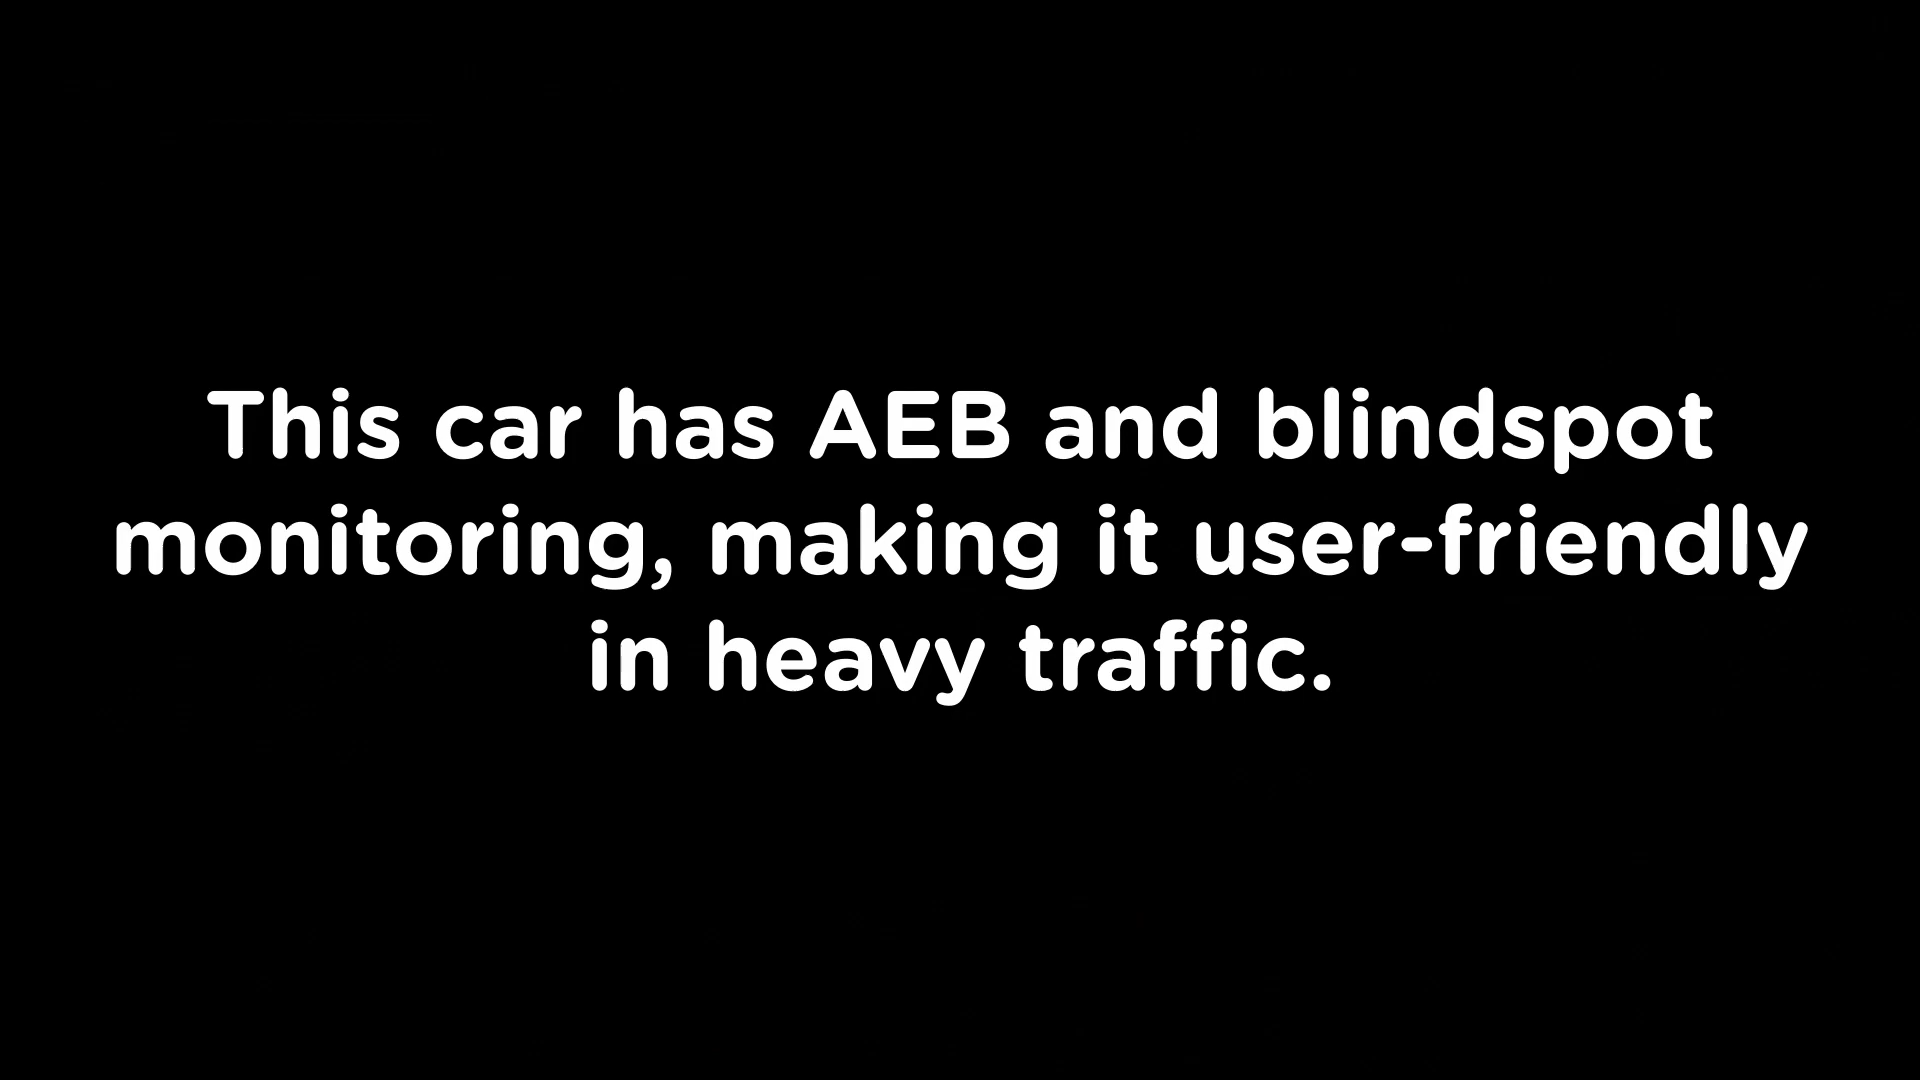 This car has AEB and blindspot
monitoring, making it user-friendly
in heavy traffic.